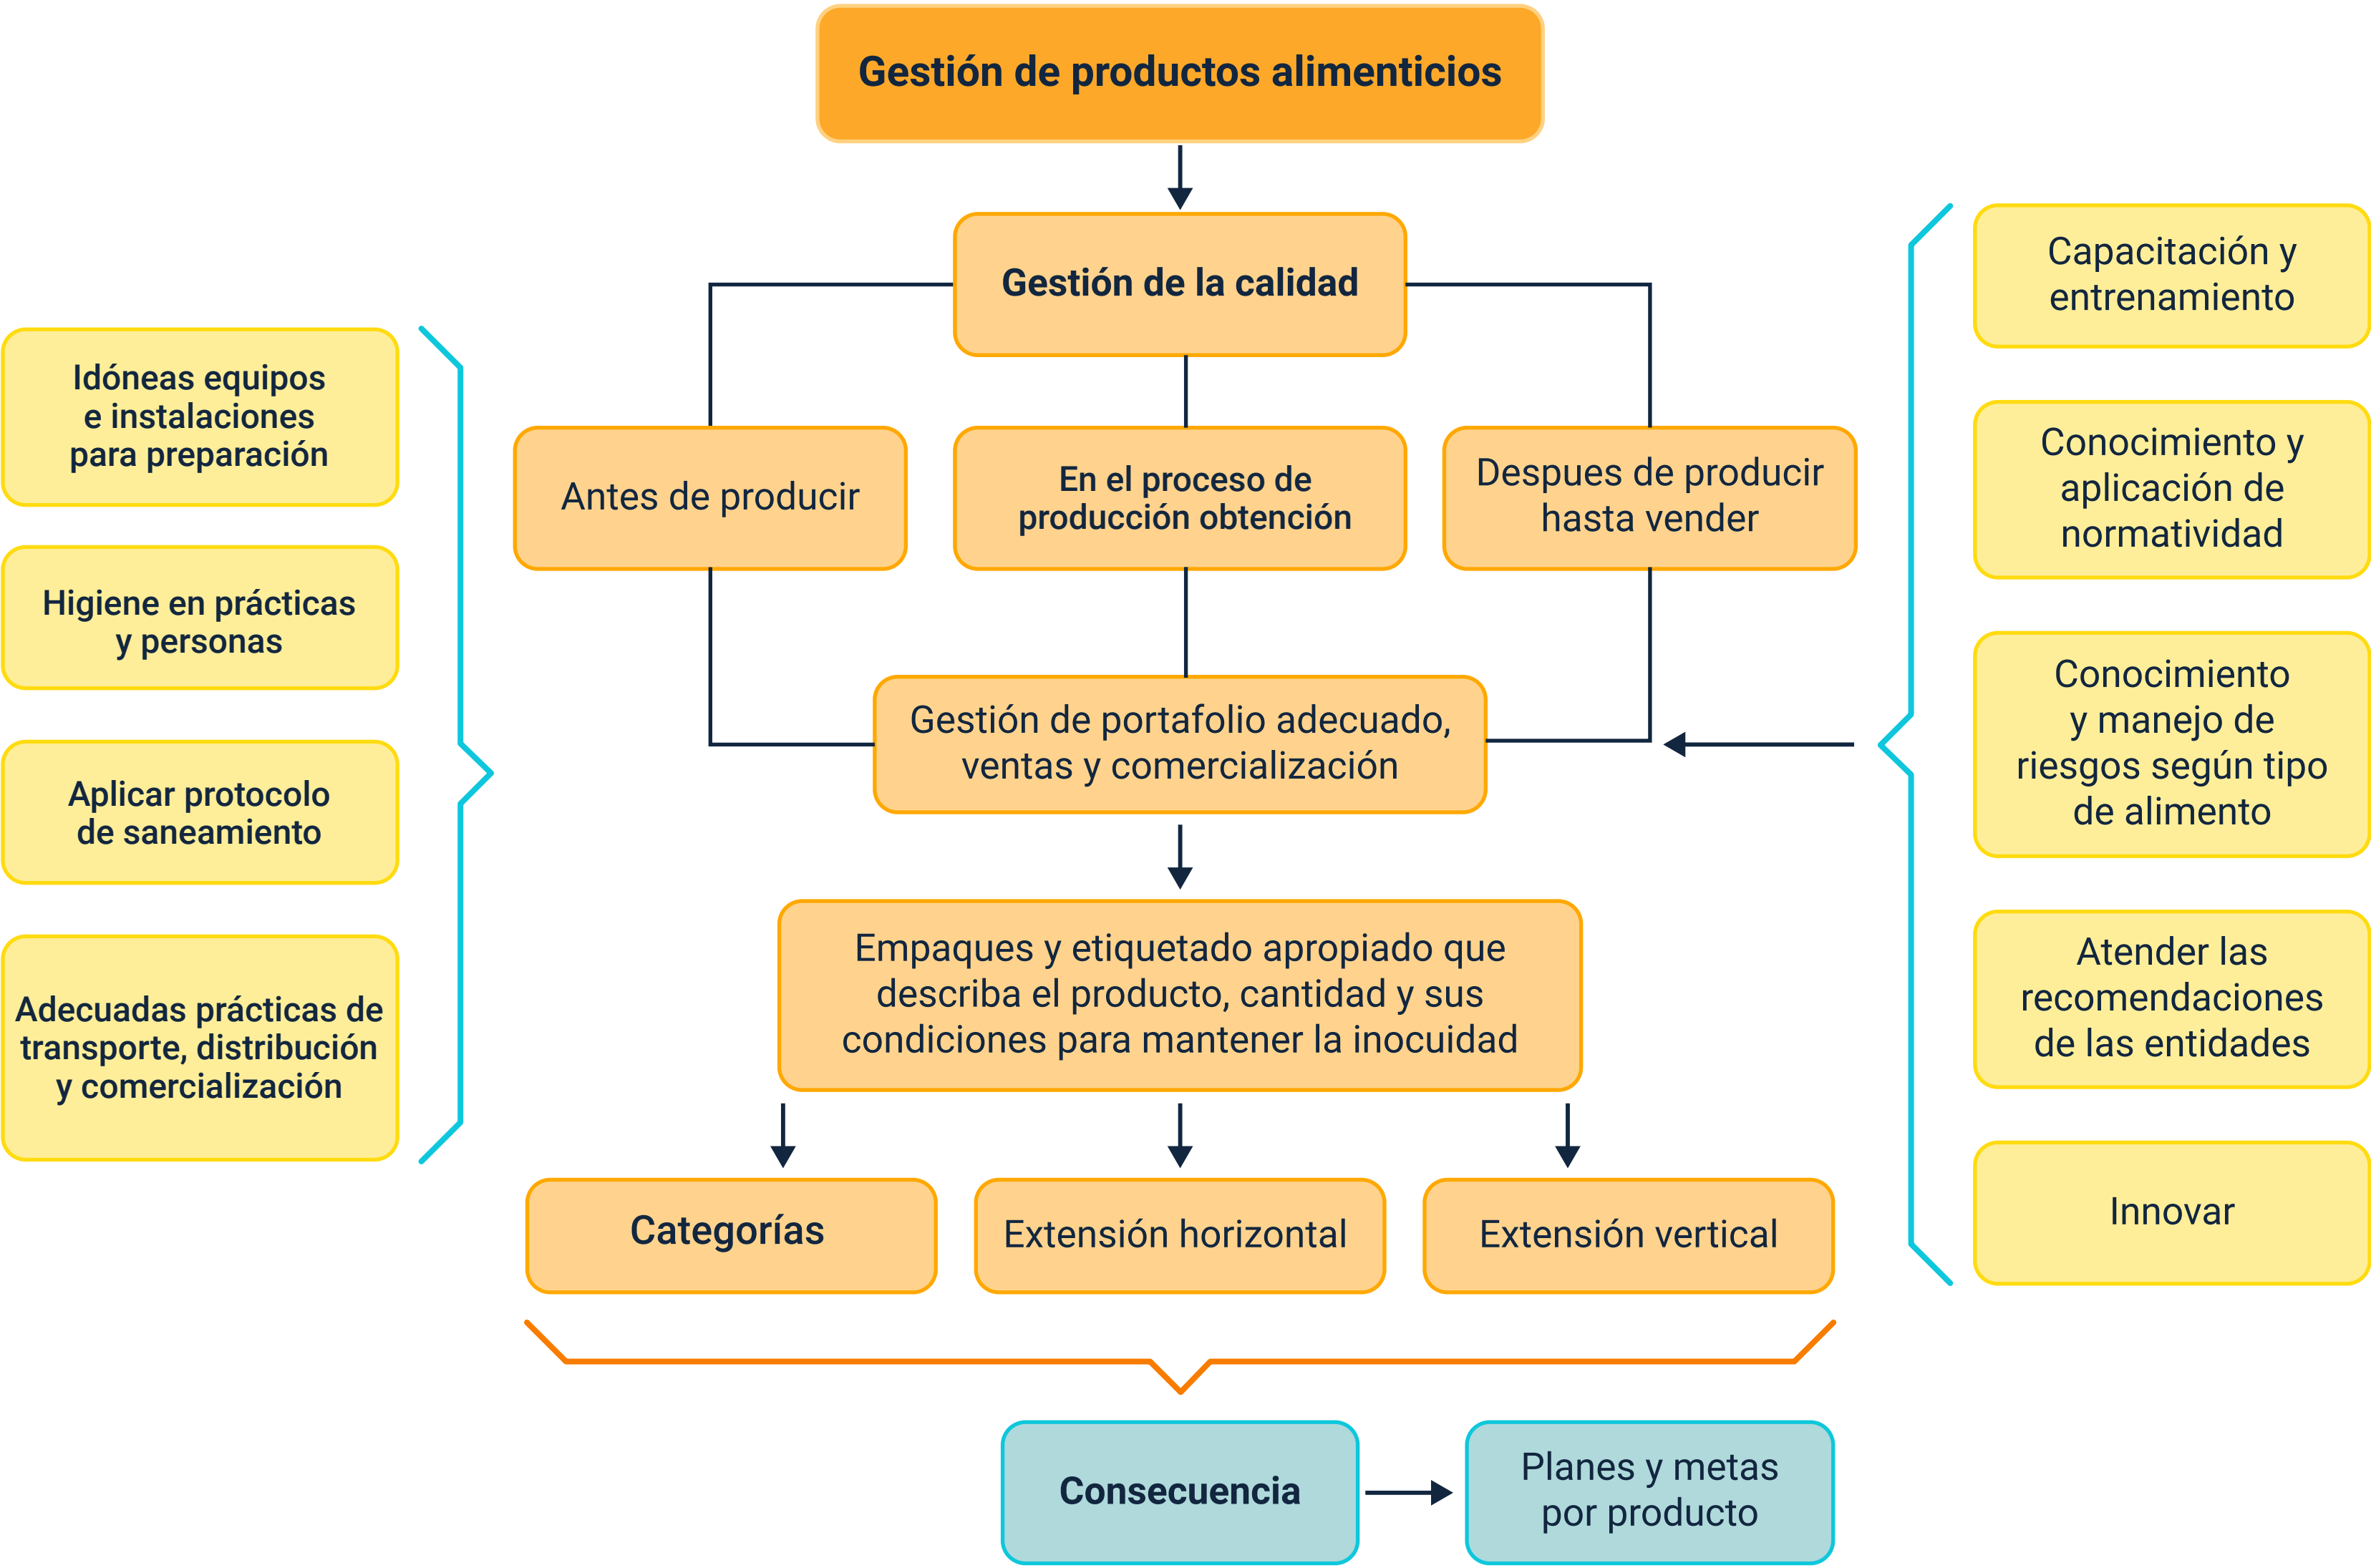 Gestión de productos alimenticios
Gestión de la calidad
Antes de producir
En el proceso de
producción obtención
Despues de producir
hasta vender
Gestión de portafolio adecuado,
ventas y comercialización
Empaques y etiquetado apropiado que
describa el producto, cantidad y sus
condiciones para mantener la inocuidad
Categorías
Extensión horizontal
Extensión vertical
Consecuencia
Planes y metas
por producto
Idóneas equipos
e instalaciones
para preparación
Higiene en prácticas
y personas
Aplicar protocolo
de saneamiento
Adecuadas prácticas de
transporte, distribución
y comercialización
Capacitación y
entrenamiento
Conocimiento y
aplicación de
normatividad
Conocimiento
y manejo de
riesgos según tipo
de alimento
Atender las
recomendaciones
de las entidades
Innovar